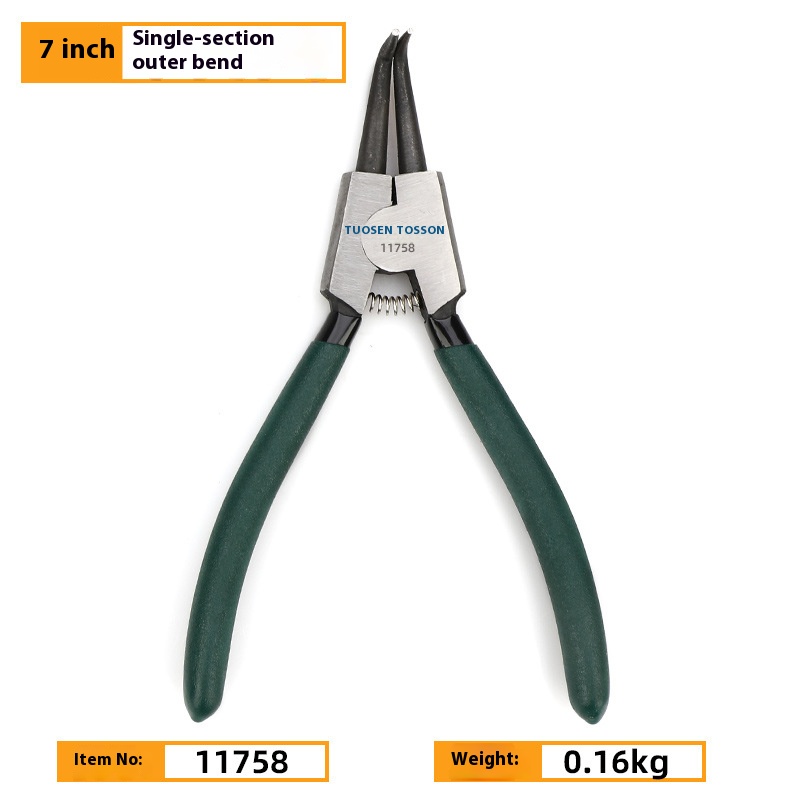 7 inch
Single-section
outer bend
TUOSEN TOSSON
11758
Item No:
11758
Weight:
0.16kg